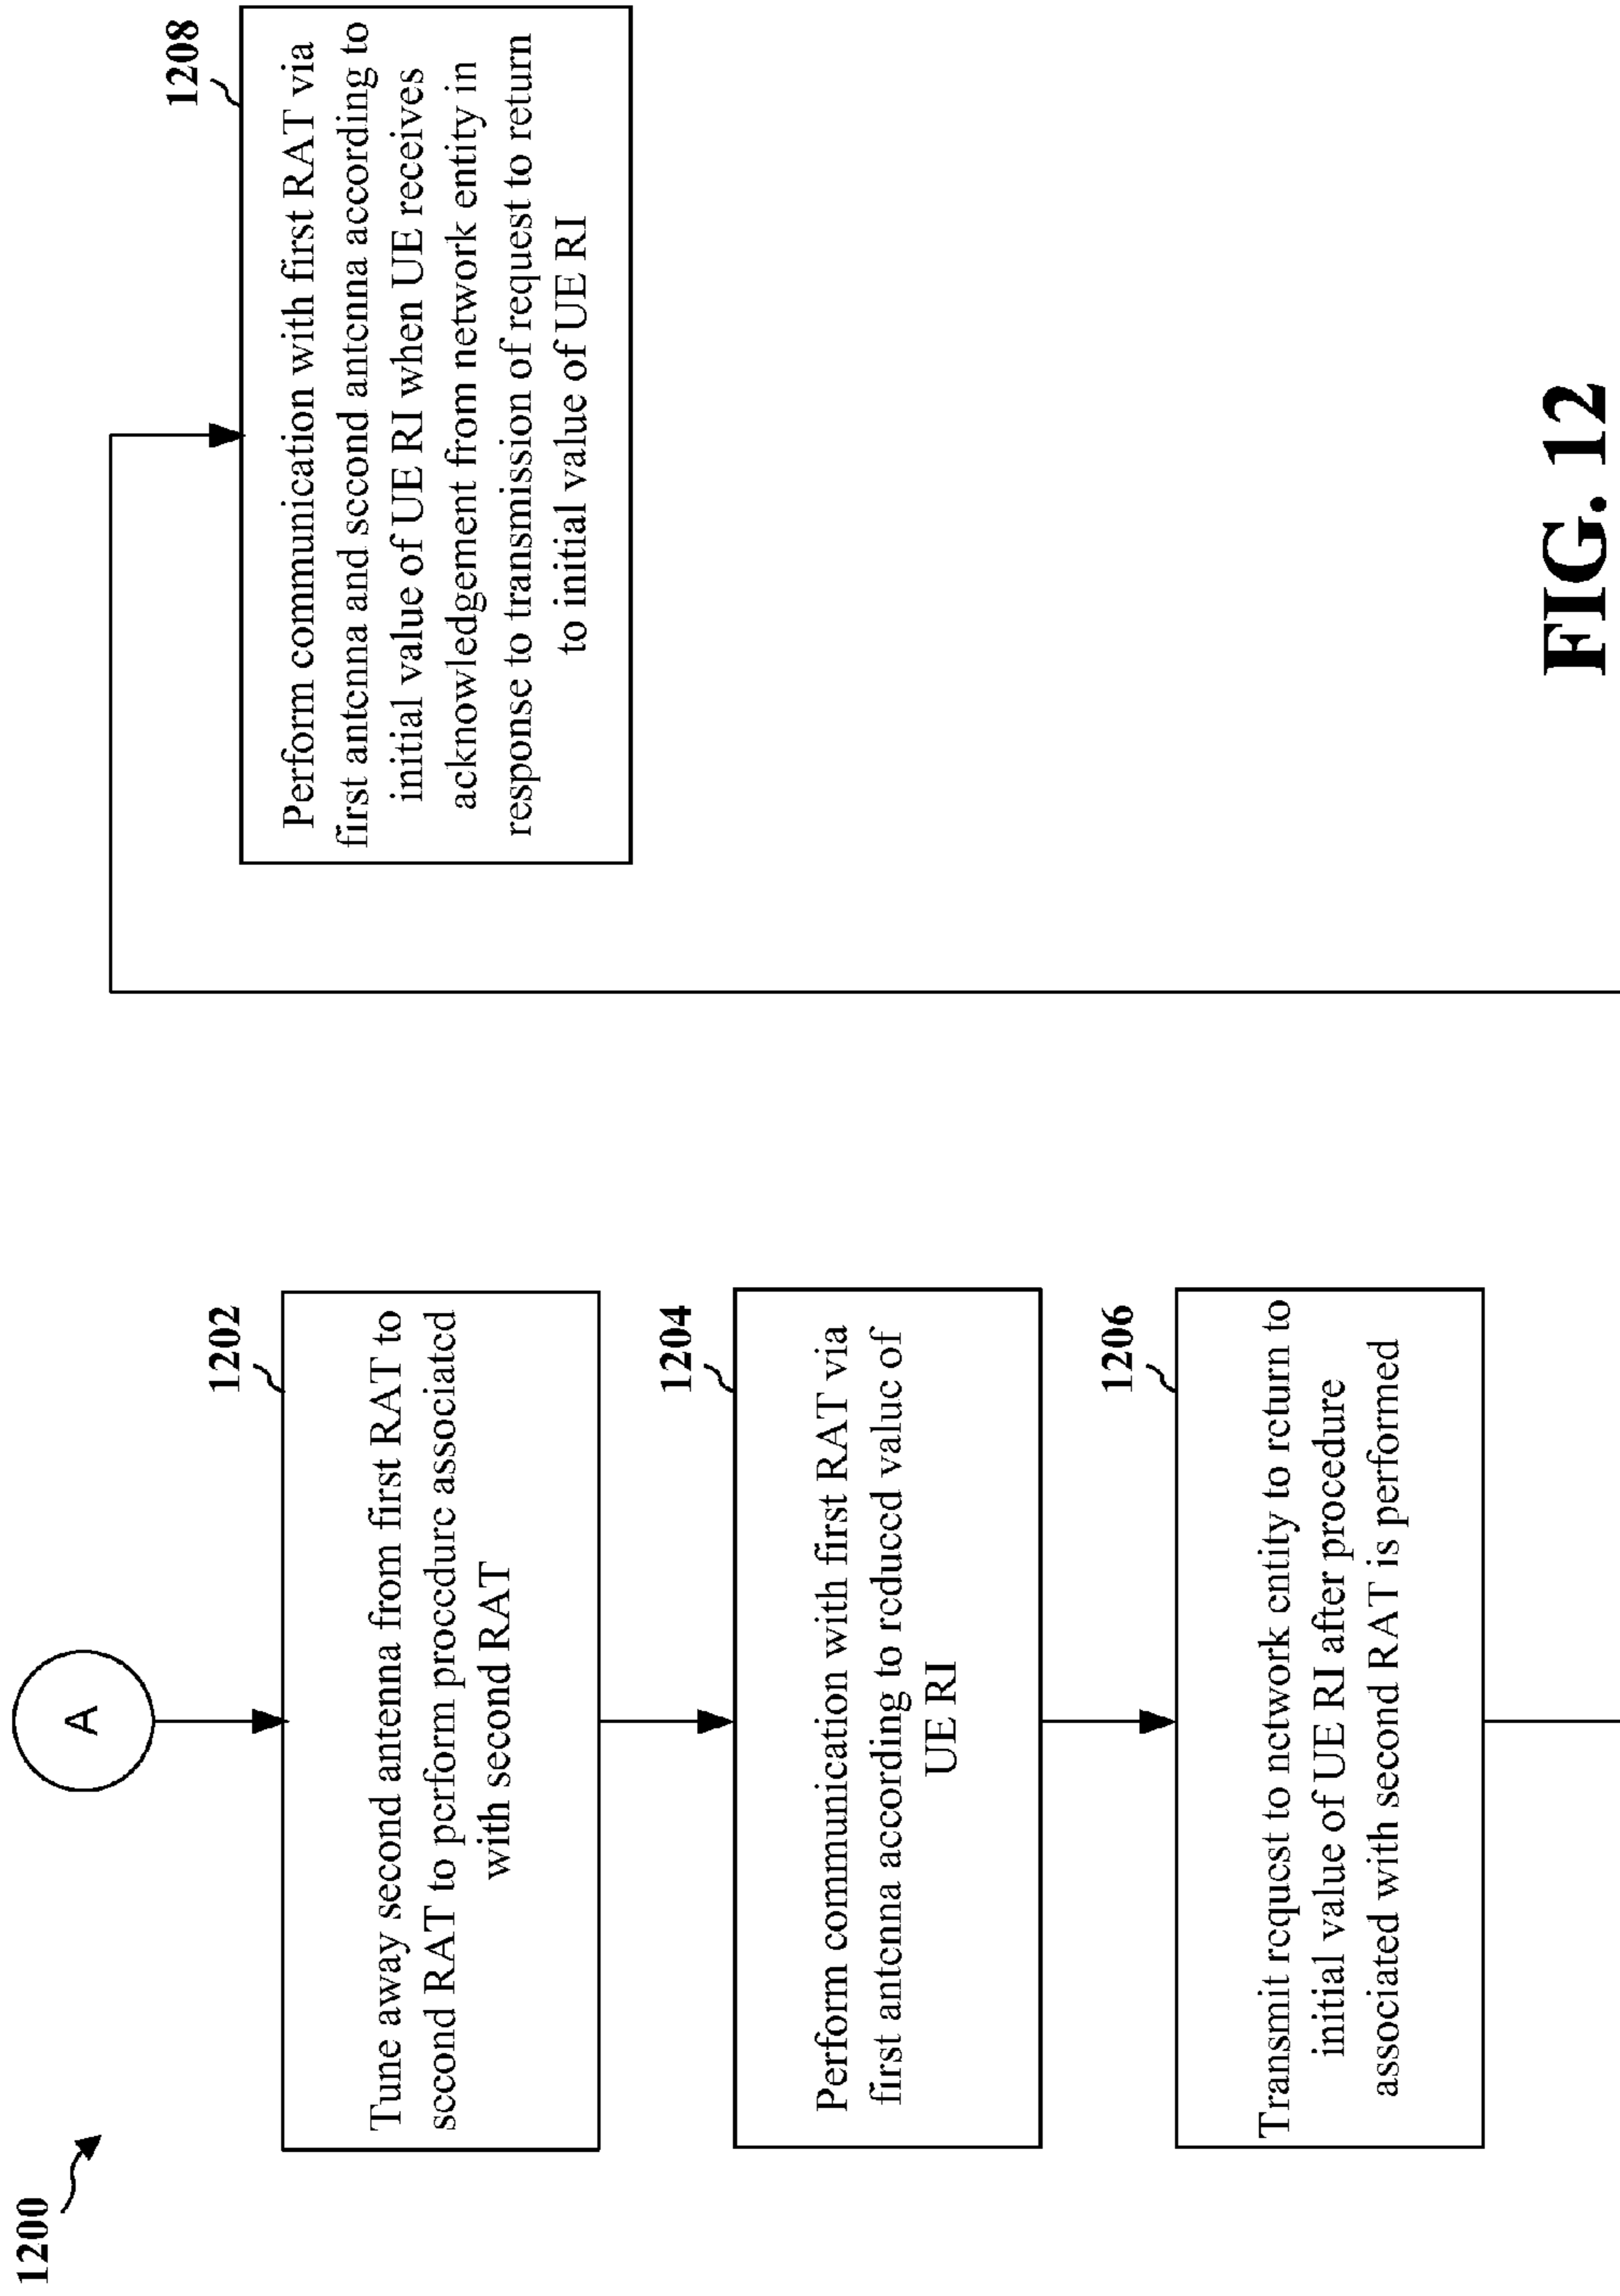 1200
A
1202
Tune away second antenna from first RAT to
second RAT to perform procedure associated
with second RAT
1204
Perform communication with first RAT via
first antenna according to reduced value of
UE RI
1206
Transmit request to network entity to return to
initial value of UE RI after procedure
associated with second RAT is performed
1208
Perform communication with first RAT via
first antenna and second antenna according to
initial value of UE RI when UE receives
acknowledgement from network entity in
response to transmission of request to return
to initial value of UE RI
FIG. 12